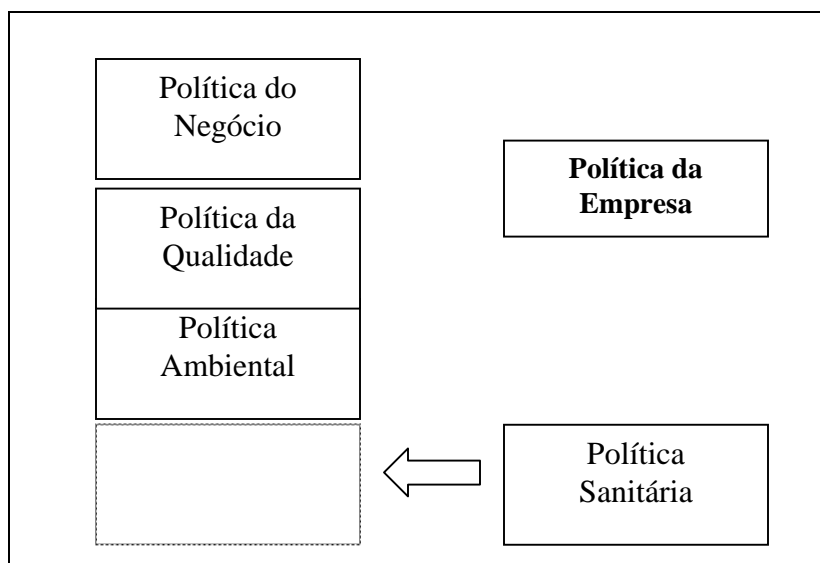 Política do
Negócio
Política da
Empresa
Política da
Qualidade
Política
Ambiental
Política
Sanitária